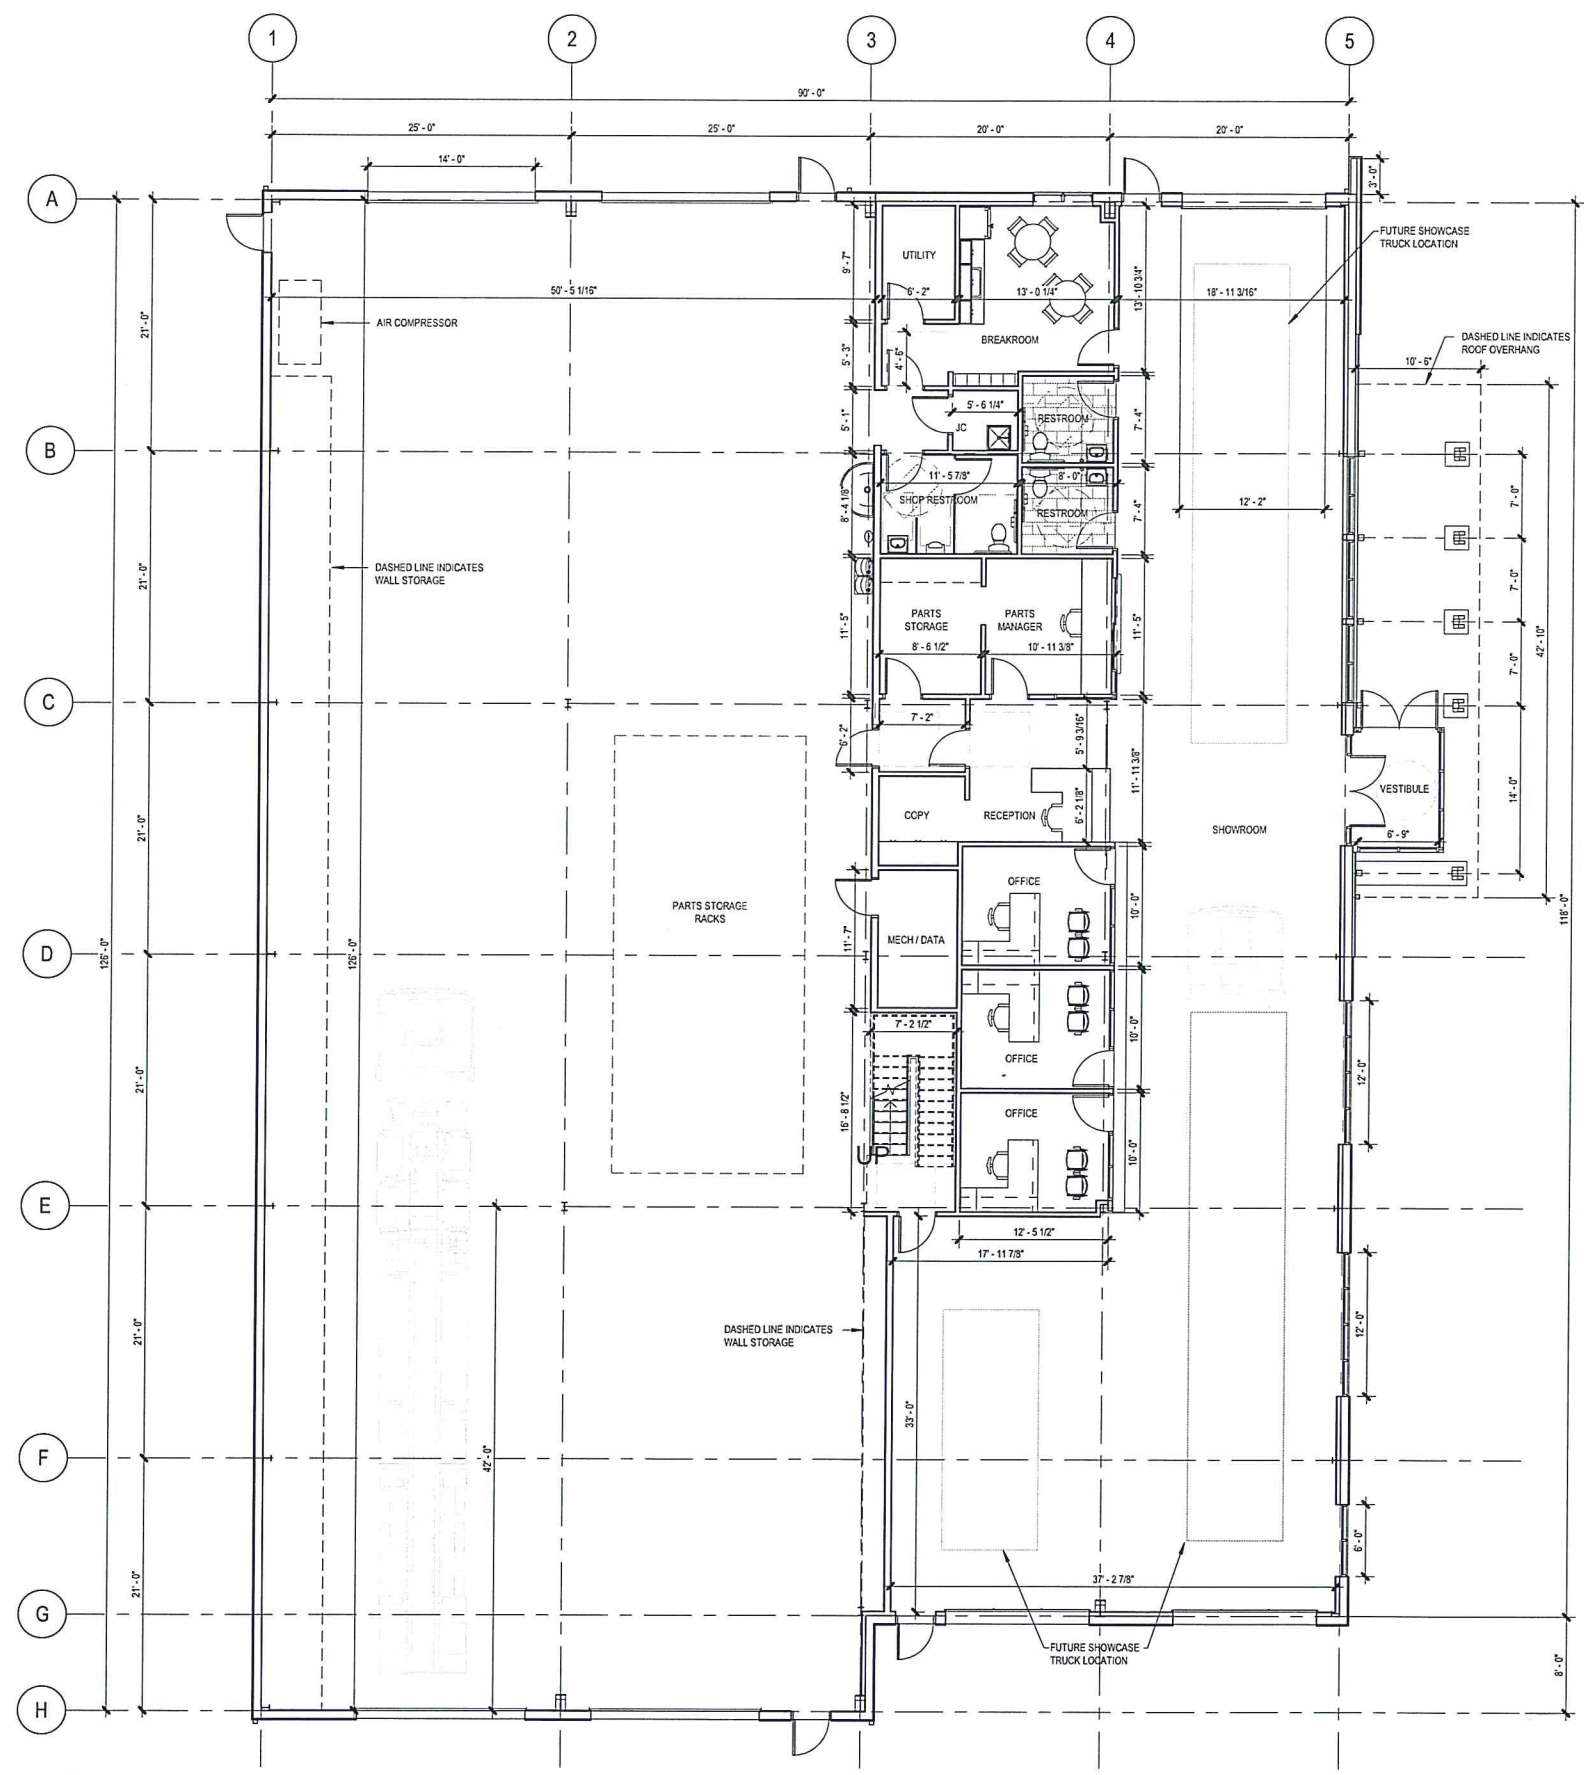 1
2
3
4
5
90' - 0"
25' - 0"
25' - 0"
20' - 0"
20' - 0"
14' - 0"
3' - 0"
A
FUTURE SHOWCASE
TRUCK LOCATION
UTILITY
9' - 7"
13' - 10 3/4"
50' - 5 1/16"
6' - 2"
13' - 0 1/4"
18' - 11 3/16"
21' - 0"
AIR COMPRESSOR
BREAKROOM
DASHED LINE INDICATES
ROOF OVERHANG
5' - 3"
4' - 6"
10' - 6"
5' - 6 1/4"
RESTROOM
5' - 1"
JC
7' - 4"
B
11' - 5 7/8"
8' - 0"
SHOP RESTROOM
8' - 4 1/8"
RESTROOM
7' - 4"
12' - 2"
7' - 0"
DASHED LINE INDICATES
WALL STORAGE
21' - 0"
7' - 0"
PARTS
STORAGE
PARTS
MANAGER
11' - 5"
11' - 5"
8' - 6 1/2"
10' - 11 3/8"
7' - 0"
42' - 10"
C
7' - 2"
6' - 2"
5' - 9 3/16"
11' - 11 3/8"
VESTIBULE
14' - 0"
COPY
RECEPTION
6' - 2 1/8"
SHOWROOM
21' - 0"
6' - 9"
OFFICE
PARTS STORAGE
RACKS
10' - 0"
118' - 0"
D
MECH / DATA
11' - 7"
126' - 0"
126' - 0"
7' - 2 1/2"
10' - 0"
OFFICE
12' - 0"
21' - 0"
16' - 8 1/2"
OFFICE
10' - 0"
E
12' - 5 1/2"
17' - 11 7/8"
21' - 0"
DASHED LINE INDICATES
WALL STORAGE
12' - 0"
33' - 0"
F
42' - 0"
6' - 0"
21' - 0"
37' - 2 7/8"
G
FUTURE SHOWCASE
TRUCK LOCATION
8' - 0"
H